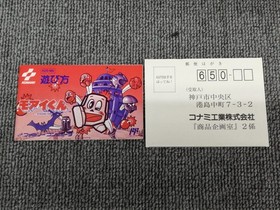 遊び方
モアイくん
郵便はがき
650-
神戸市中央区
港島中町7-3-2
コナミ工業株式会社
『商品企画室』2係